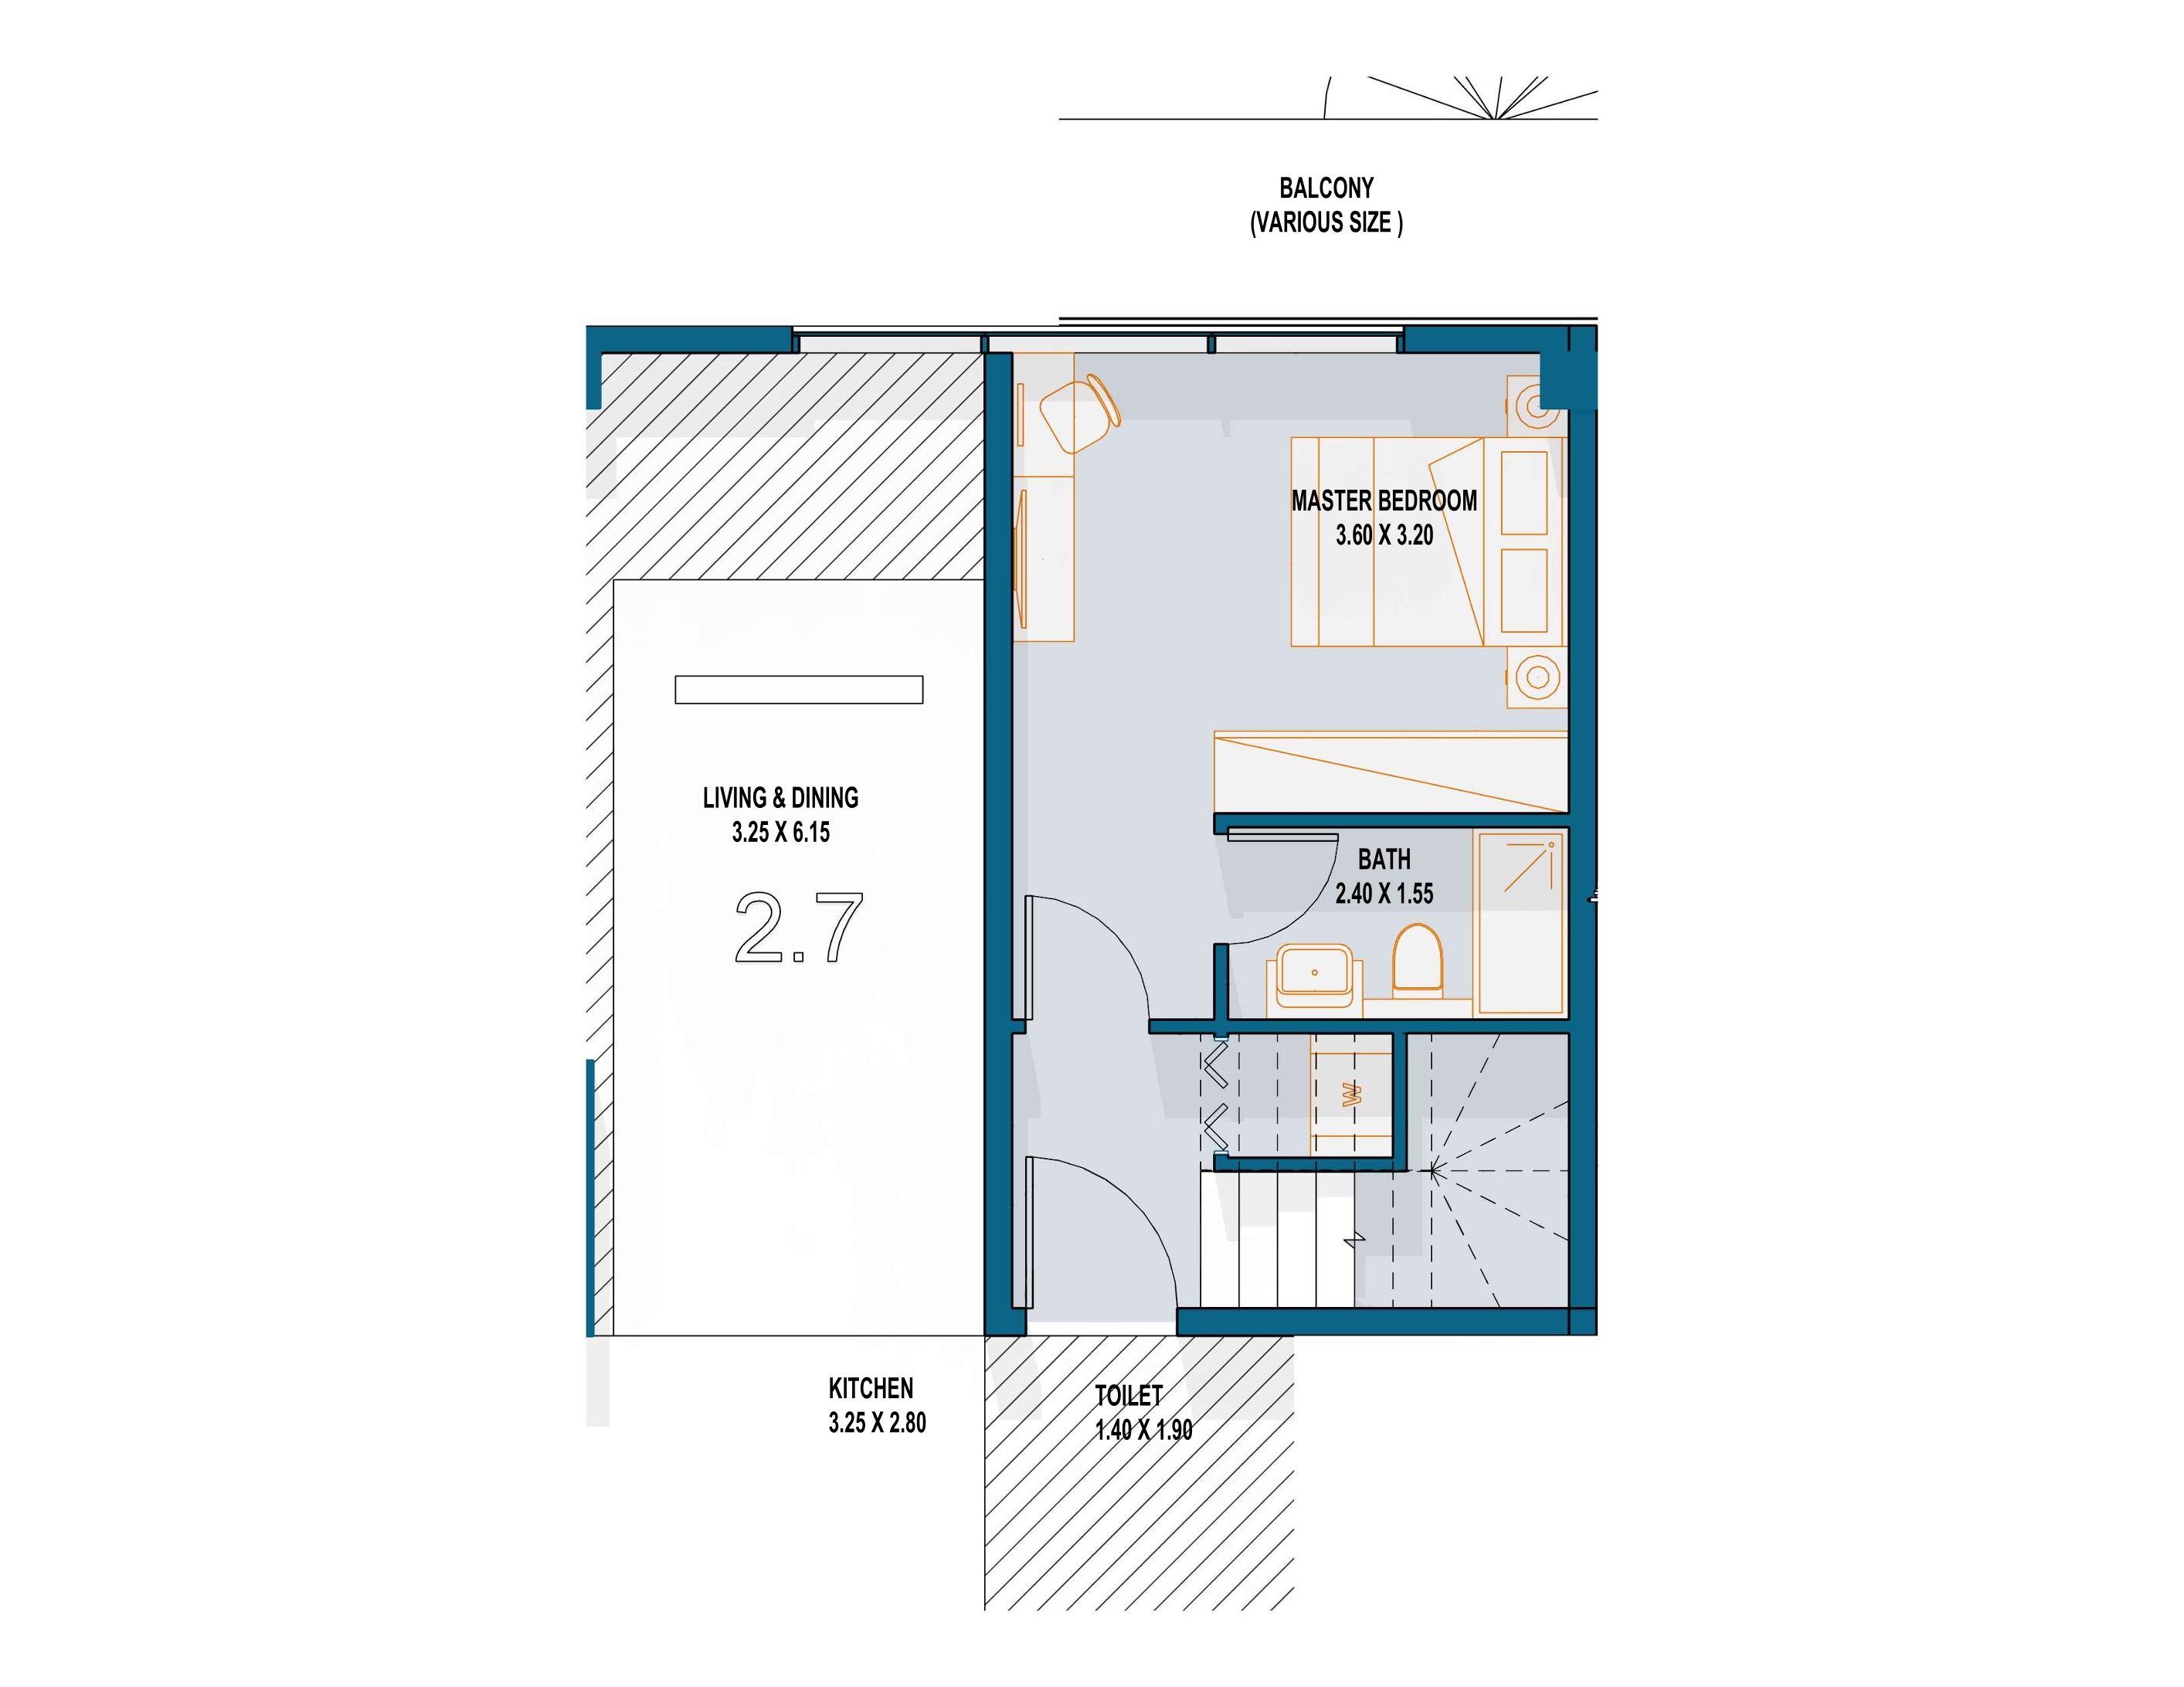 BALCONY
(VARIOUS SIZE )
MASTER BEDROOM
3.60 X 3.20
LIVING & DINING
3.25 X 6.15
2.7
BATH
2.40 X 1.55
W
KITCHEN
3.25 X 2.80
TOILET
1.40 X 1.90